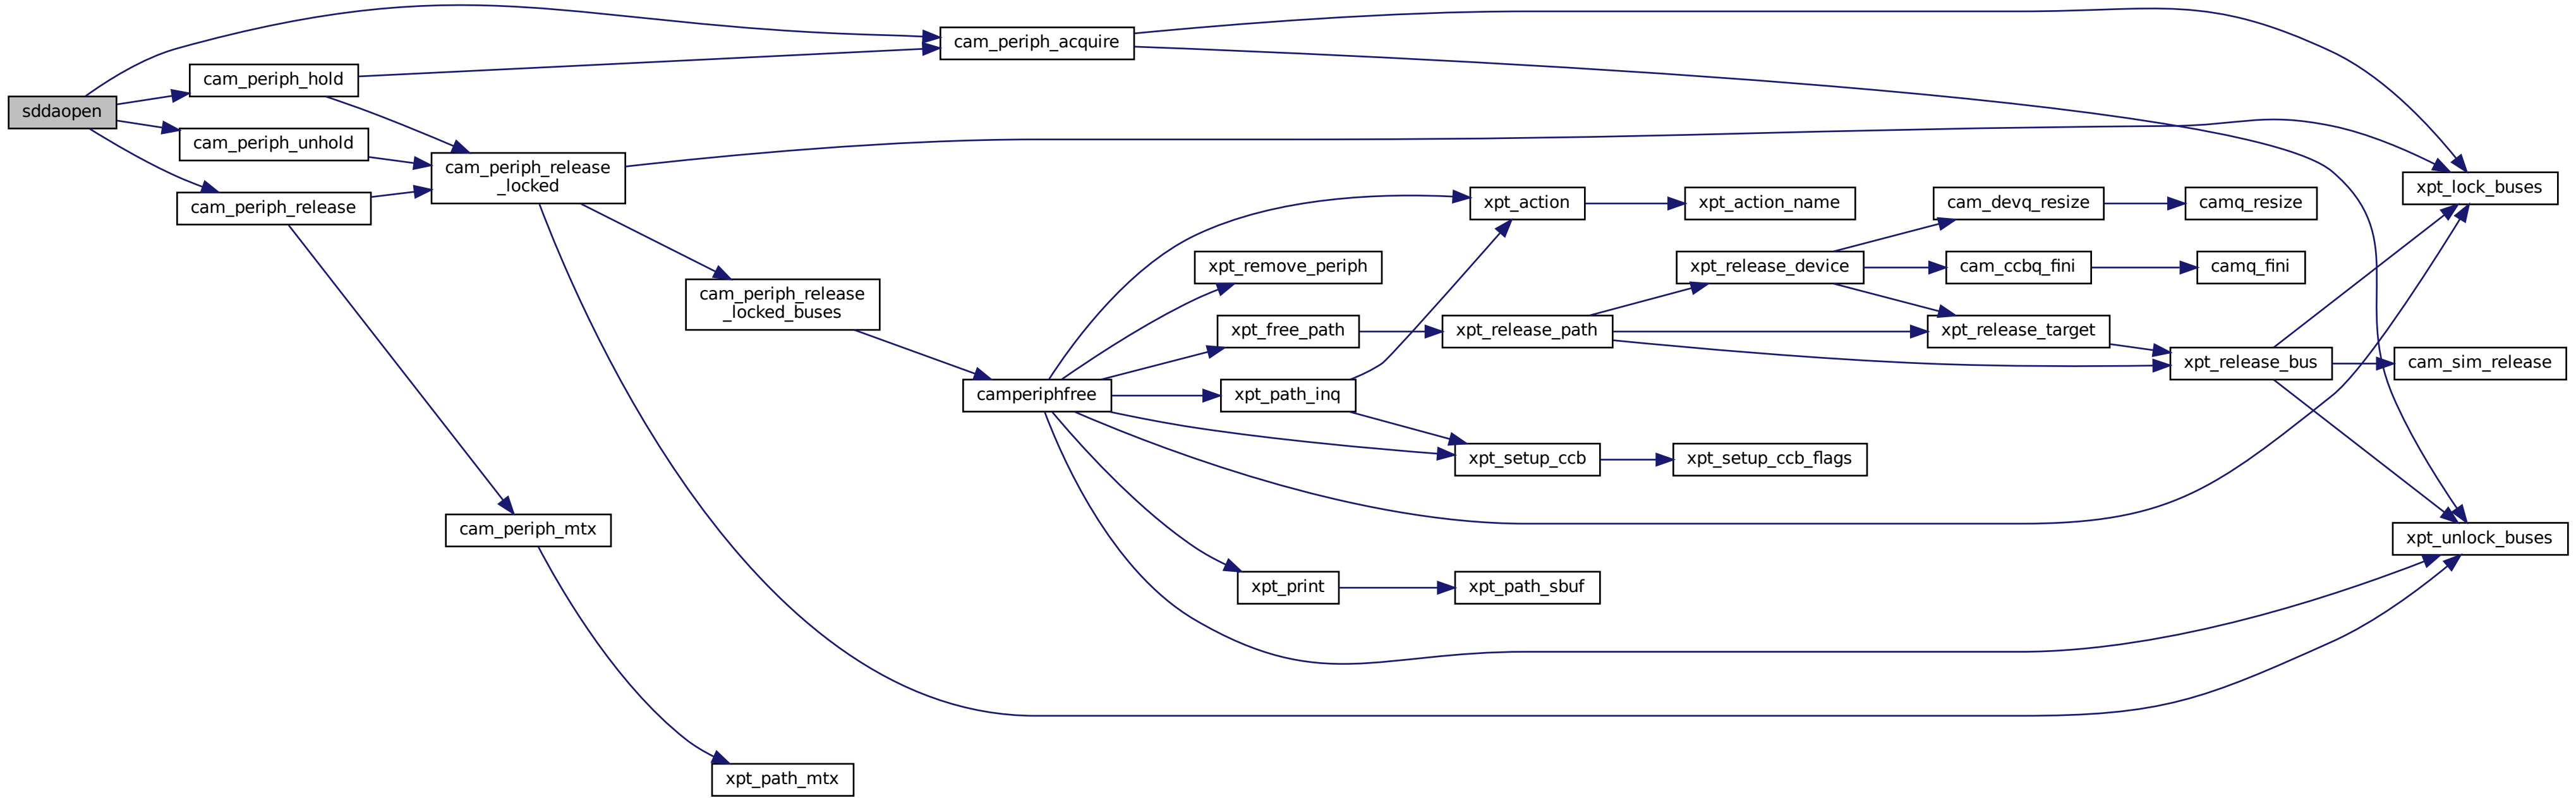 sddaopen
cam_periph_hold
cam_periph_unhold
cam_periph_release
cam_periph_acquire
cam_periph_release
_locked
cam_periph_mtx
cam_periph_release
_locked_buses
xpt_path_mtx
camperiphfree
xpt_action
xpt_action_name
xpt_remove_periph
xpt_free_path
xpt_path_inq
xpt_setup_ccb
xpt_setup_ccb_flags
xpt_print
xpt_path_sbuf
xpt_release_path
xpt_release_device
cam_devq_resize
camq_resize
cam_ccbq_fini
camq_fini
xpt_release_target
xpt_release_bus
cam_sim_release
xpt_lock_buses
xpt_unlock_buses